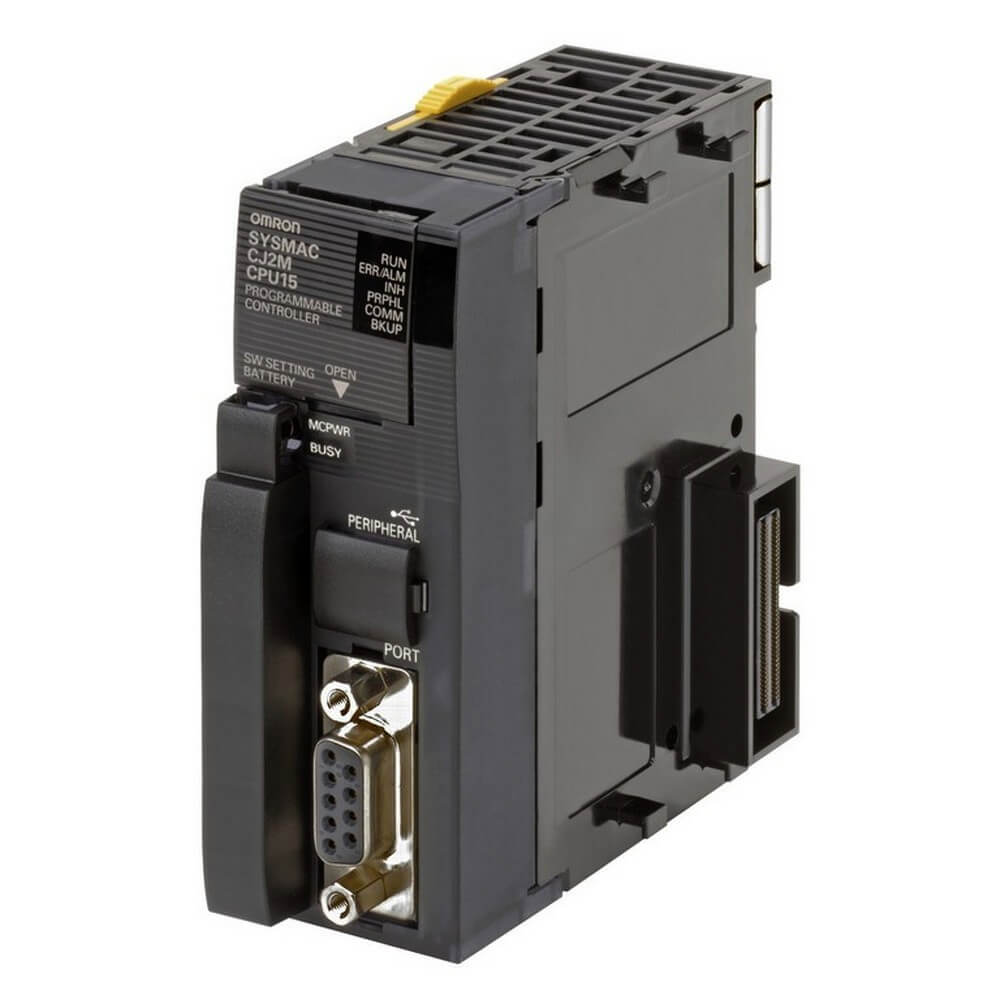 OMRON
SYSMAC
CJ2M
CPU15
PROGRAMMABLE
CONTROLLER
RUN
ERR/ALM
INH
PRPHL
COMM
BKUP
SW SETTING
BATTERY
OPEN
MCPWR
BUSY
PERIPHERAL
PORT